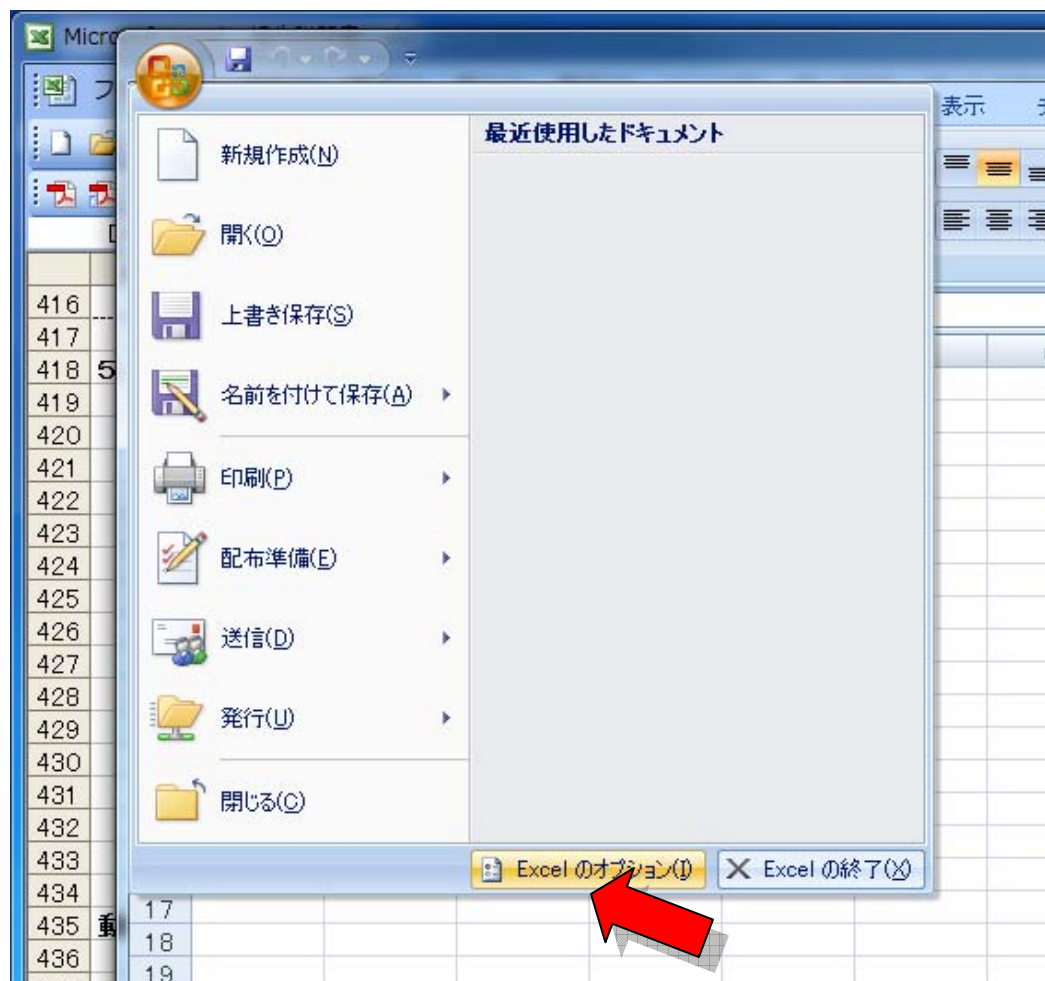 Micro
フ
表示
新規作成(N)
最近使用したドキュメント
開く(O)
上書き保存(S)
名前を付けて保存(A)
印刷(P)
配布準備(E)
送信(D)
発行(U)
閉じる(C)
Excel のオプション(I)
Excel の終了(X)
416
417
418 5
419
420
421
422
423
424
425
426
427
428
429
430
431
432
433
434
435 動
436
17
18
19